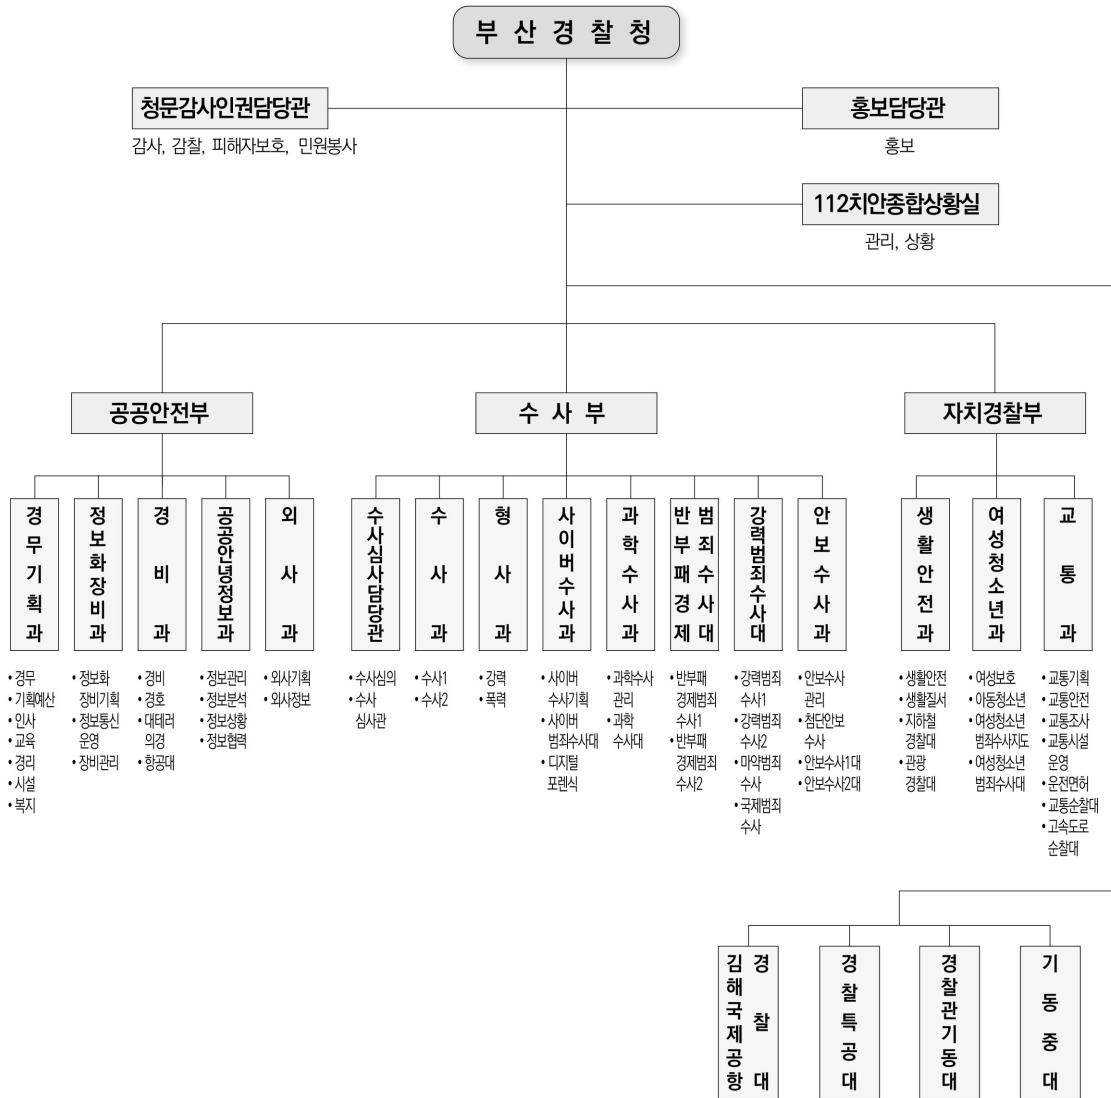 부 산 경 찰 청
청문감사인권담당관
감사, 감찰, 피해자보호, 민원봉사
홍보담당관
홍보
112치안종합상황실
관리, 상황
공공안전부
수 사 부
자치경찰부
경무기획과
• 경무
• 기획예산
• 인사
• 교육
• 경리
• 시설
• 복지
정보화장비과
• 정보화
장비기획
• 정보통신
운영
• 장비관리
경 비 과
• 경비
• 경호
• 대테러
의경
• 항공대
공공안녕정보과
• 정보관리
• 정보분석
• 정보상황
• 정보협력
외 사 과
• 외사기획
• 외사정보
수사심사담당관
• 수사심의
• 수사
심사관
수 사 과
• 수사1
• 수사2
형 사 과
• 강력
• 폭력
사이버수사과
• 사이버
수사기획
• 사이버
범죄수사대
• 디지털
포렌식
과학수사과
• 과학수사
관리
• 과학
수사대
반부패경제
범죄수사대
• 반부패
경제범죄
수사1
• 반부패
경제범죄
수사2
강력범죄수사대
• 강력범죄
수사1
• 강력범죄
수사2
• 마약범죄
수사
• 국제범죄
수사
안보수사과
• 안보수사
관리
• 첨단안보
수사
• 안보수사1대
• 안보수사2대
생활안전과
• 생활안전
• 생활질서
• 지하철
경찰대
• 관광
경찰대
여성청소년과
• 여성보호
• 아동청소년
• 여성청소년
범죄수사지도
• 여성청소년
범죄수사대
교 통 과
• 교통기획
• 교통안전
• 교통조사
• 교통시설
운영
• 운전면허
• 교통순찰대
• 고속도로
순찰대
김해국제공항
경 찰 대
경찰특공대
경찰관기동대
기동중대